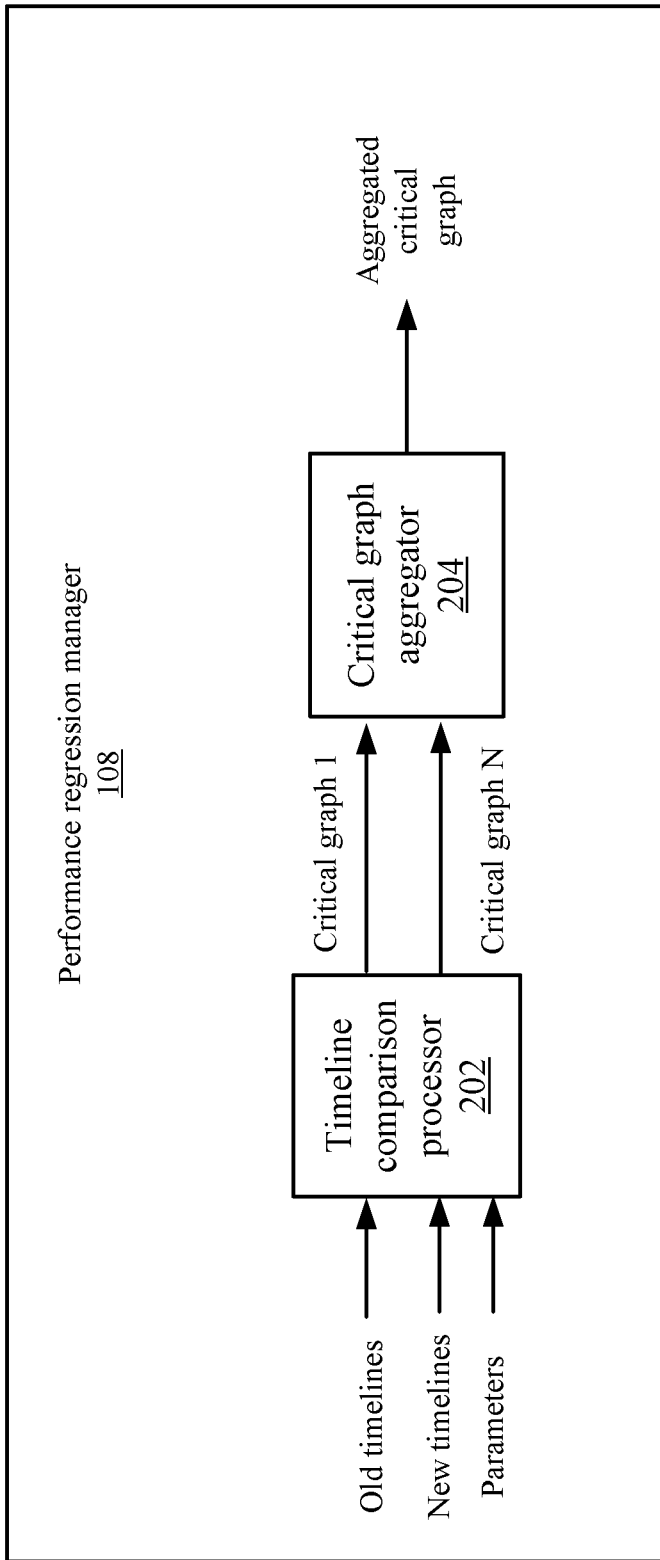 Performance regression manager
108
Old timelines
New timelines
Parameters
Timeline
comparison
processor
202
Critical graph 1
Critical graph N
Critical graph
aggregator
204
Aggregated
critical
graph